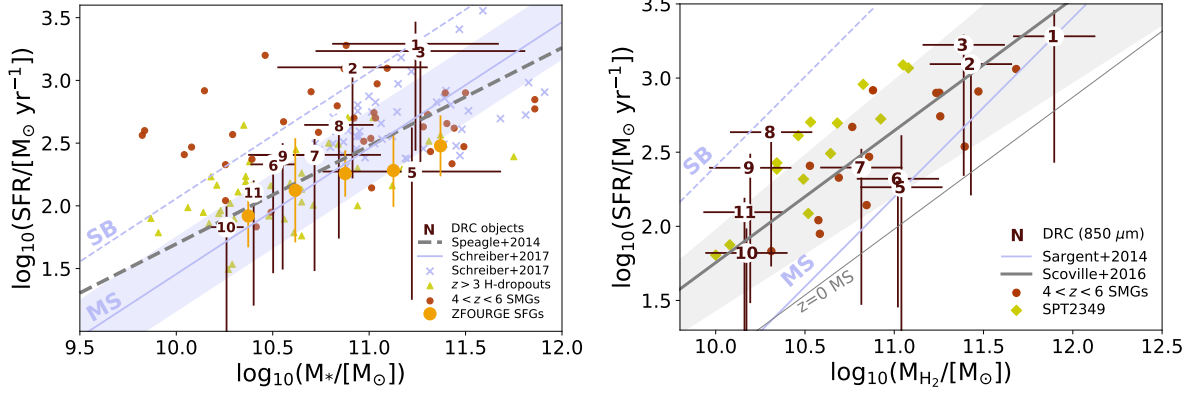 3.5
3.0
2.5
2.0
1.5
log₁₀(SFR/[M⊙ yr⁻¹])
9.5 10.0 10.5 11.0 11.5 12.0
log₁₀(M*/[M⊙])
SB
MS
1
3
2
8
9
7
6
5
11
10
N DRC objects
Speagle+2014
Schreiber+2017
Schreiber+2017
z > 3 H-dropouts
4 < z < 6 SMGs
ZFOURGE SFGs
3.5
3.0
2.5
2.0
1.5
log₁₀(SFR/[M⊙ yr⁻¹])
10.0 10.5 11.0 11.5 12.0 12.5
log₁₀(M_H₂/[M⊙])
SB
MS
z=0 MS
1
3
2
8
9
7
6
5
11
10
N DRC (850 μm)
Sargent+2014
Scoville+2016
4 < z < 6 SMGs
SPT2349